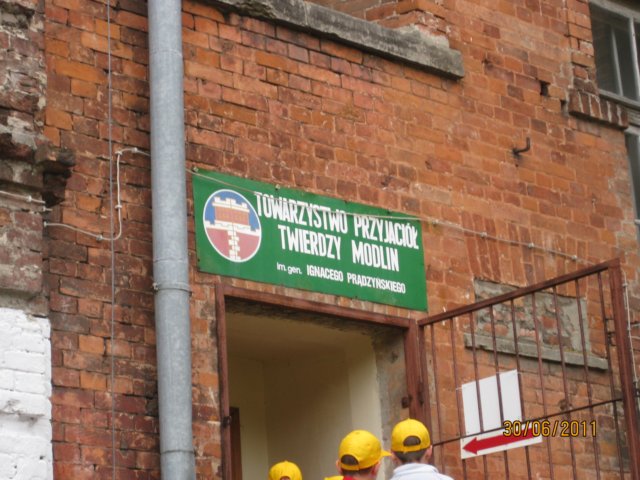 TOWARZYSTWO PRZYJACIÓŁ
TWIERDZY MODLIN
im. gen. IGNACEGO PRĄDZYŃSKIEGO
30/06/2011